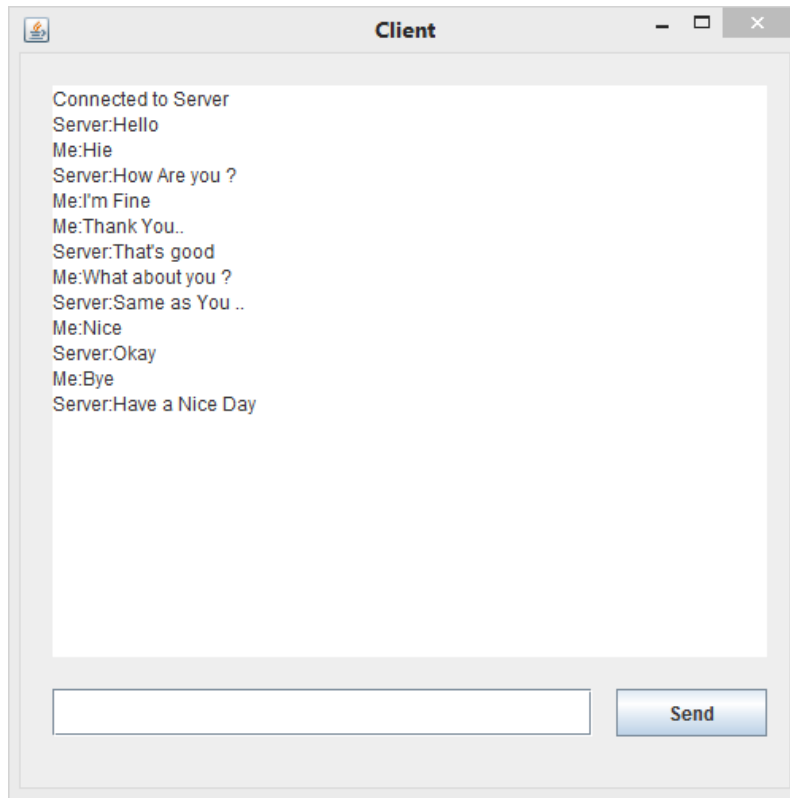 Client
Connected to Server
Server:Hello
Me:Hie
Server:How Are you ?
Me:I'm Fine
Me:Thank You..
Server:That's good
Me:What about you ?
Server:Same as You ..
Me:Nice
Server:Okay
Me:Bye
Server:Have a Nice Day
Send